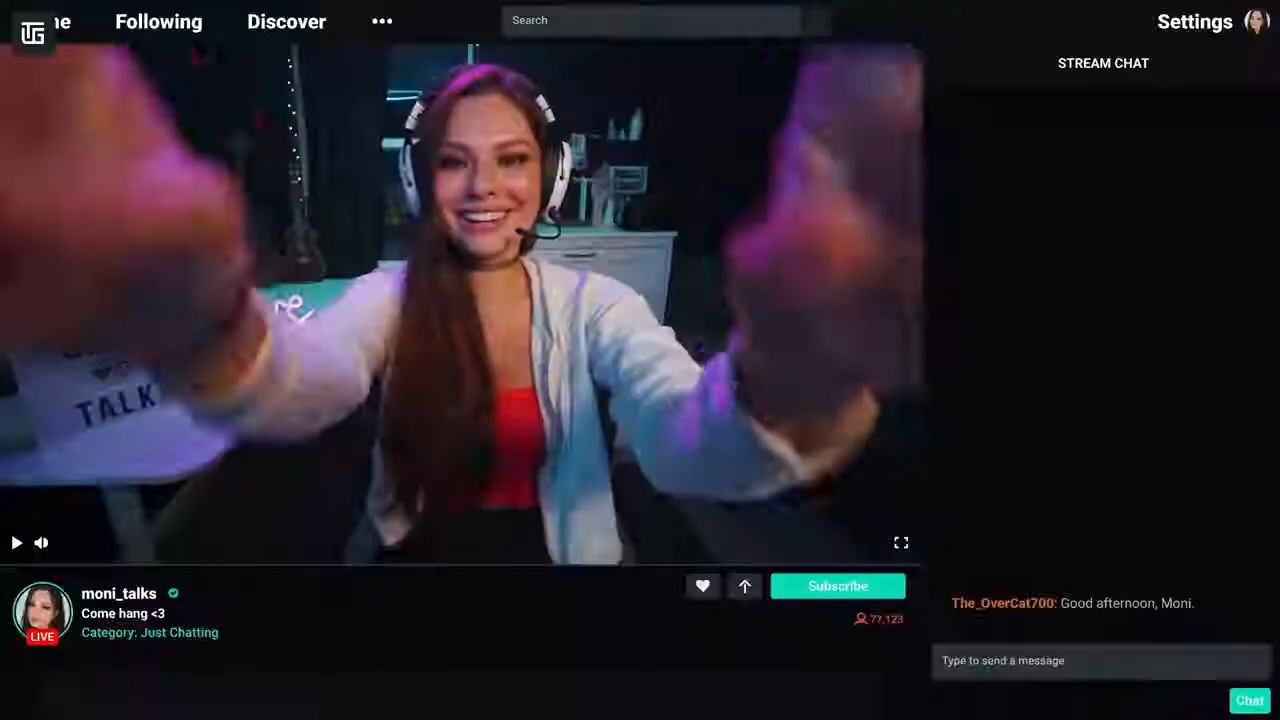 Following
Discover
•••
Search
Settings
STREAM CHAT
TALK
moni_talks
Come hang <3
Category: Just Chatting
LIVE
Subscribe
77,123
The_OverCat700: Good afternoon, Moni.
Type to send a message
Chat